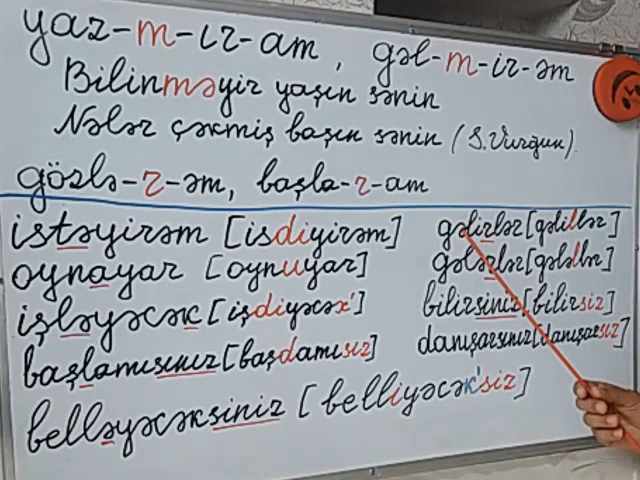 yaz-m-ır-am, gəl-m-ir-əm
Bilinməyir yaşın sənin
Nələr çəkmiş başın sənin (S.Vurğun).
gözlə-r-əm, başla-r-am
istəyirəm [isdiyirəm]
oynayar [oynuyar]
işləyəcək [işdiyəcəx']
başlamısınız [başdamısız]
belləyəcəksiniz [belliyəcək'siz]
gəlirlər [gəlillər]
gələrlər [gələllər]
bilirsiniz [bilirsiz]
danışarsınız [danışarsız]